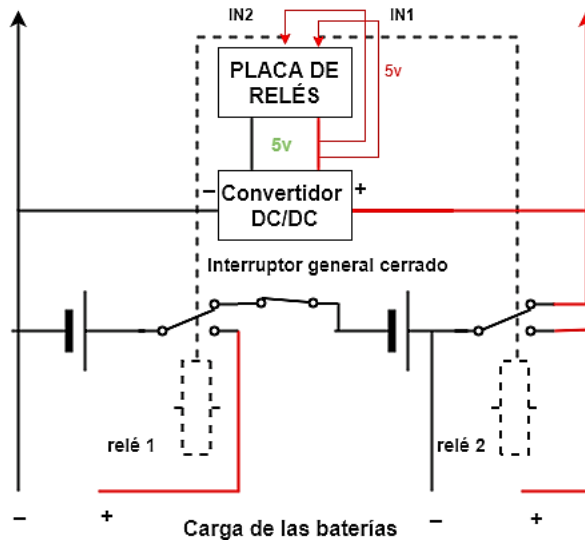 IN2
IN1
PLACA DE
RELÉS
5v
5v
– Convertidor +
DC/DC
Interruptor general cerrado
relé 1
relé 2
– +
Carga de las baterías
– +